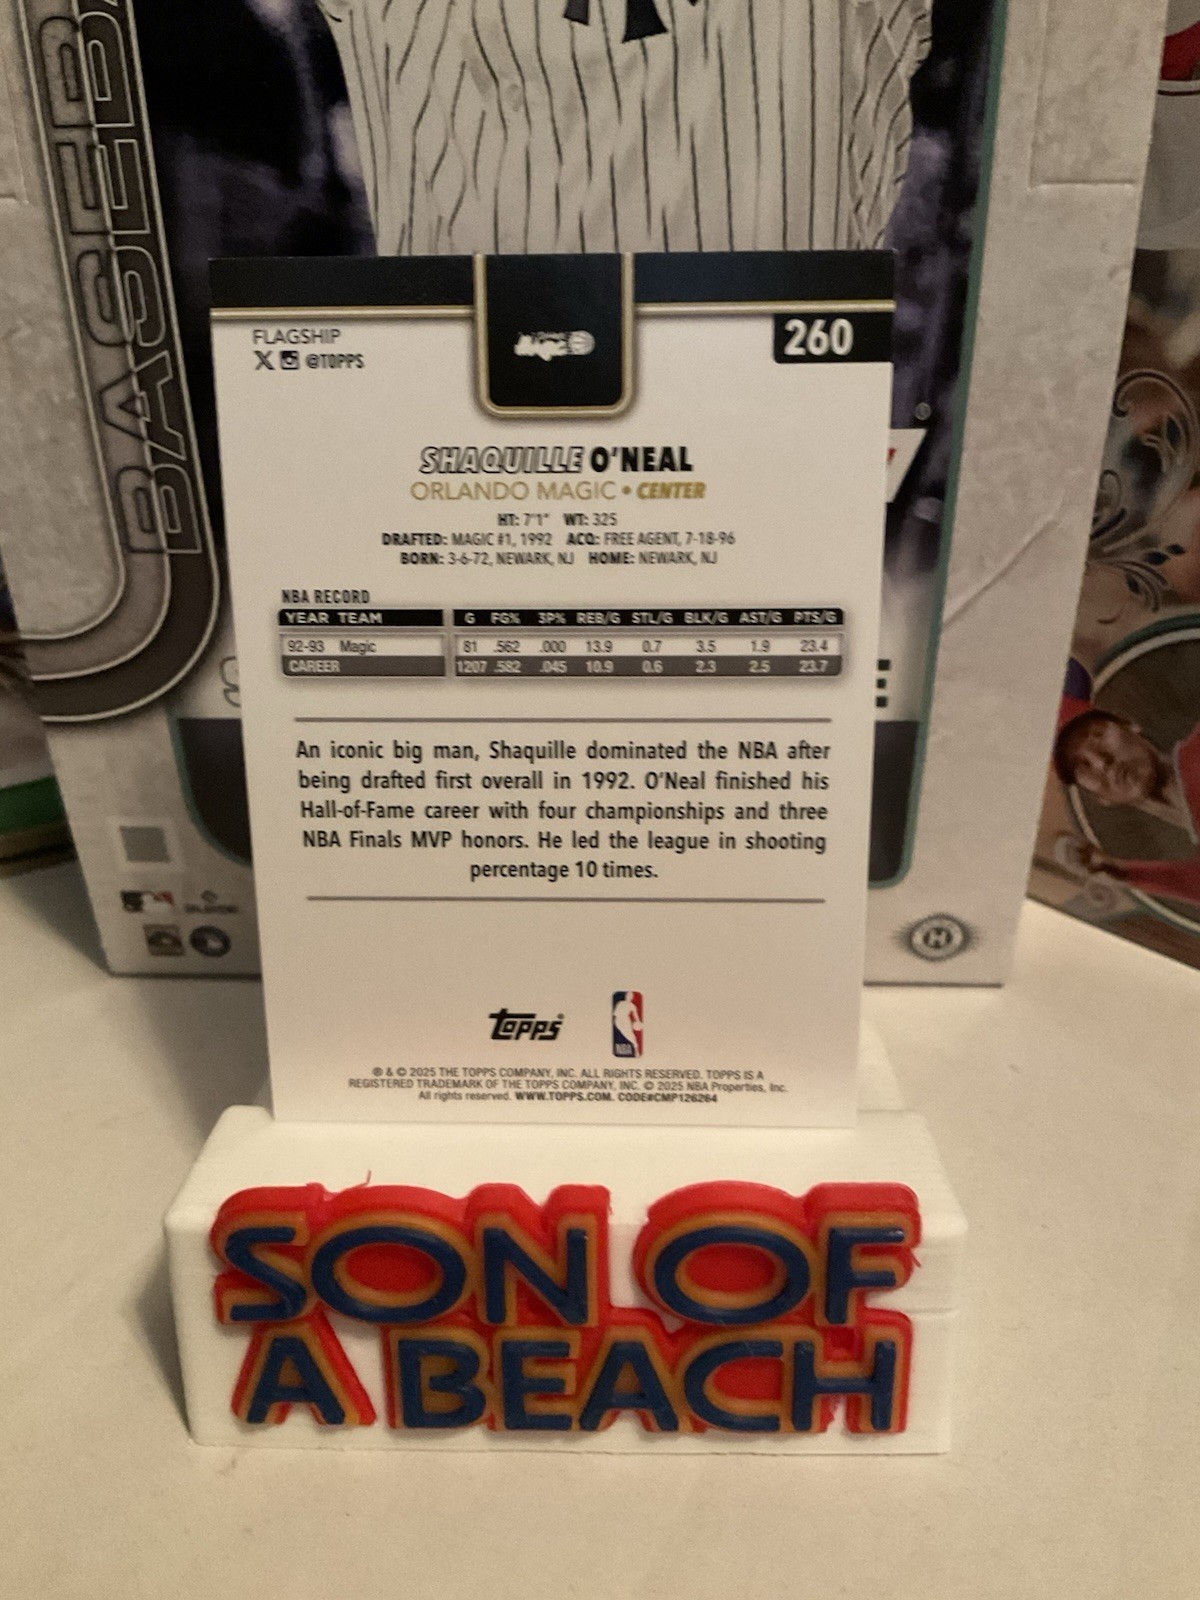 BASEBA
FLAGSHIP
X @TOPPS
Magic
260
SHAQUILLE O'NEAL
ORLANDO MAGIC • CENTER
HT: 7'1" WT: 325
DRAFTED: MAGIC #1, 1992 ACQ: FREE AGENT, 7-18-96
BORN: 3-6-72, NEWARK, NJ HOME: NEWARK, NJ
NBA RECORD
YEAR TEAM G FG% 3P% REB/G STL/G BLK/G AST/G PTS/G
92-93 Magic 81 .562 .000 13.9 0.7 3.5 1.9 23.4
CAREER 1207 .582 .045 10.9 0.6 2.3 2.5 23.7
An iconic big man, Shaquille dominated the NBA after
being drafted first overall in 1992. O'Neal finished his
Hall-of-Fame career with four championships and three
NBA Finals MVP honors. He led the league in shooting
percentage 10 times.
H
topps® NBA
® & © 2025 THE TOPPS COMPANY, INC. ALL RIGHTS RESERVED. TOPPS IS A
REGISTERED TRADEMARK OF THE TOPPS COMPANY, INC. © 2025 NBA Properties, Inc.
All rights reserved. WWW.TOPPS.COM. CODE#CMP126264
SON OF
A BEACH